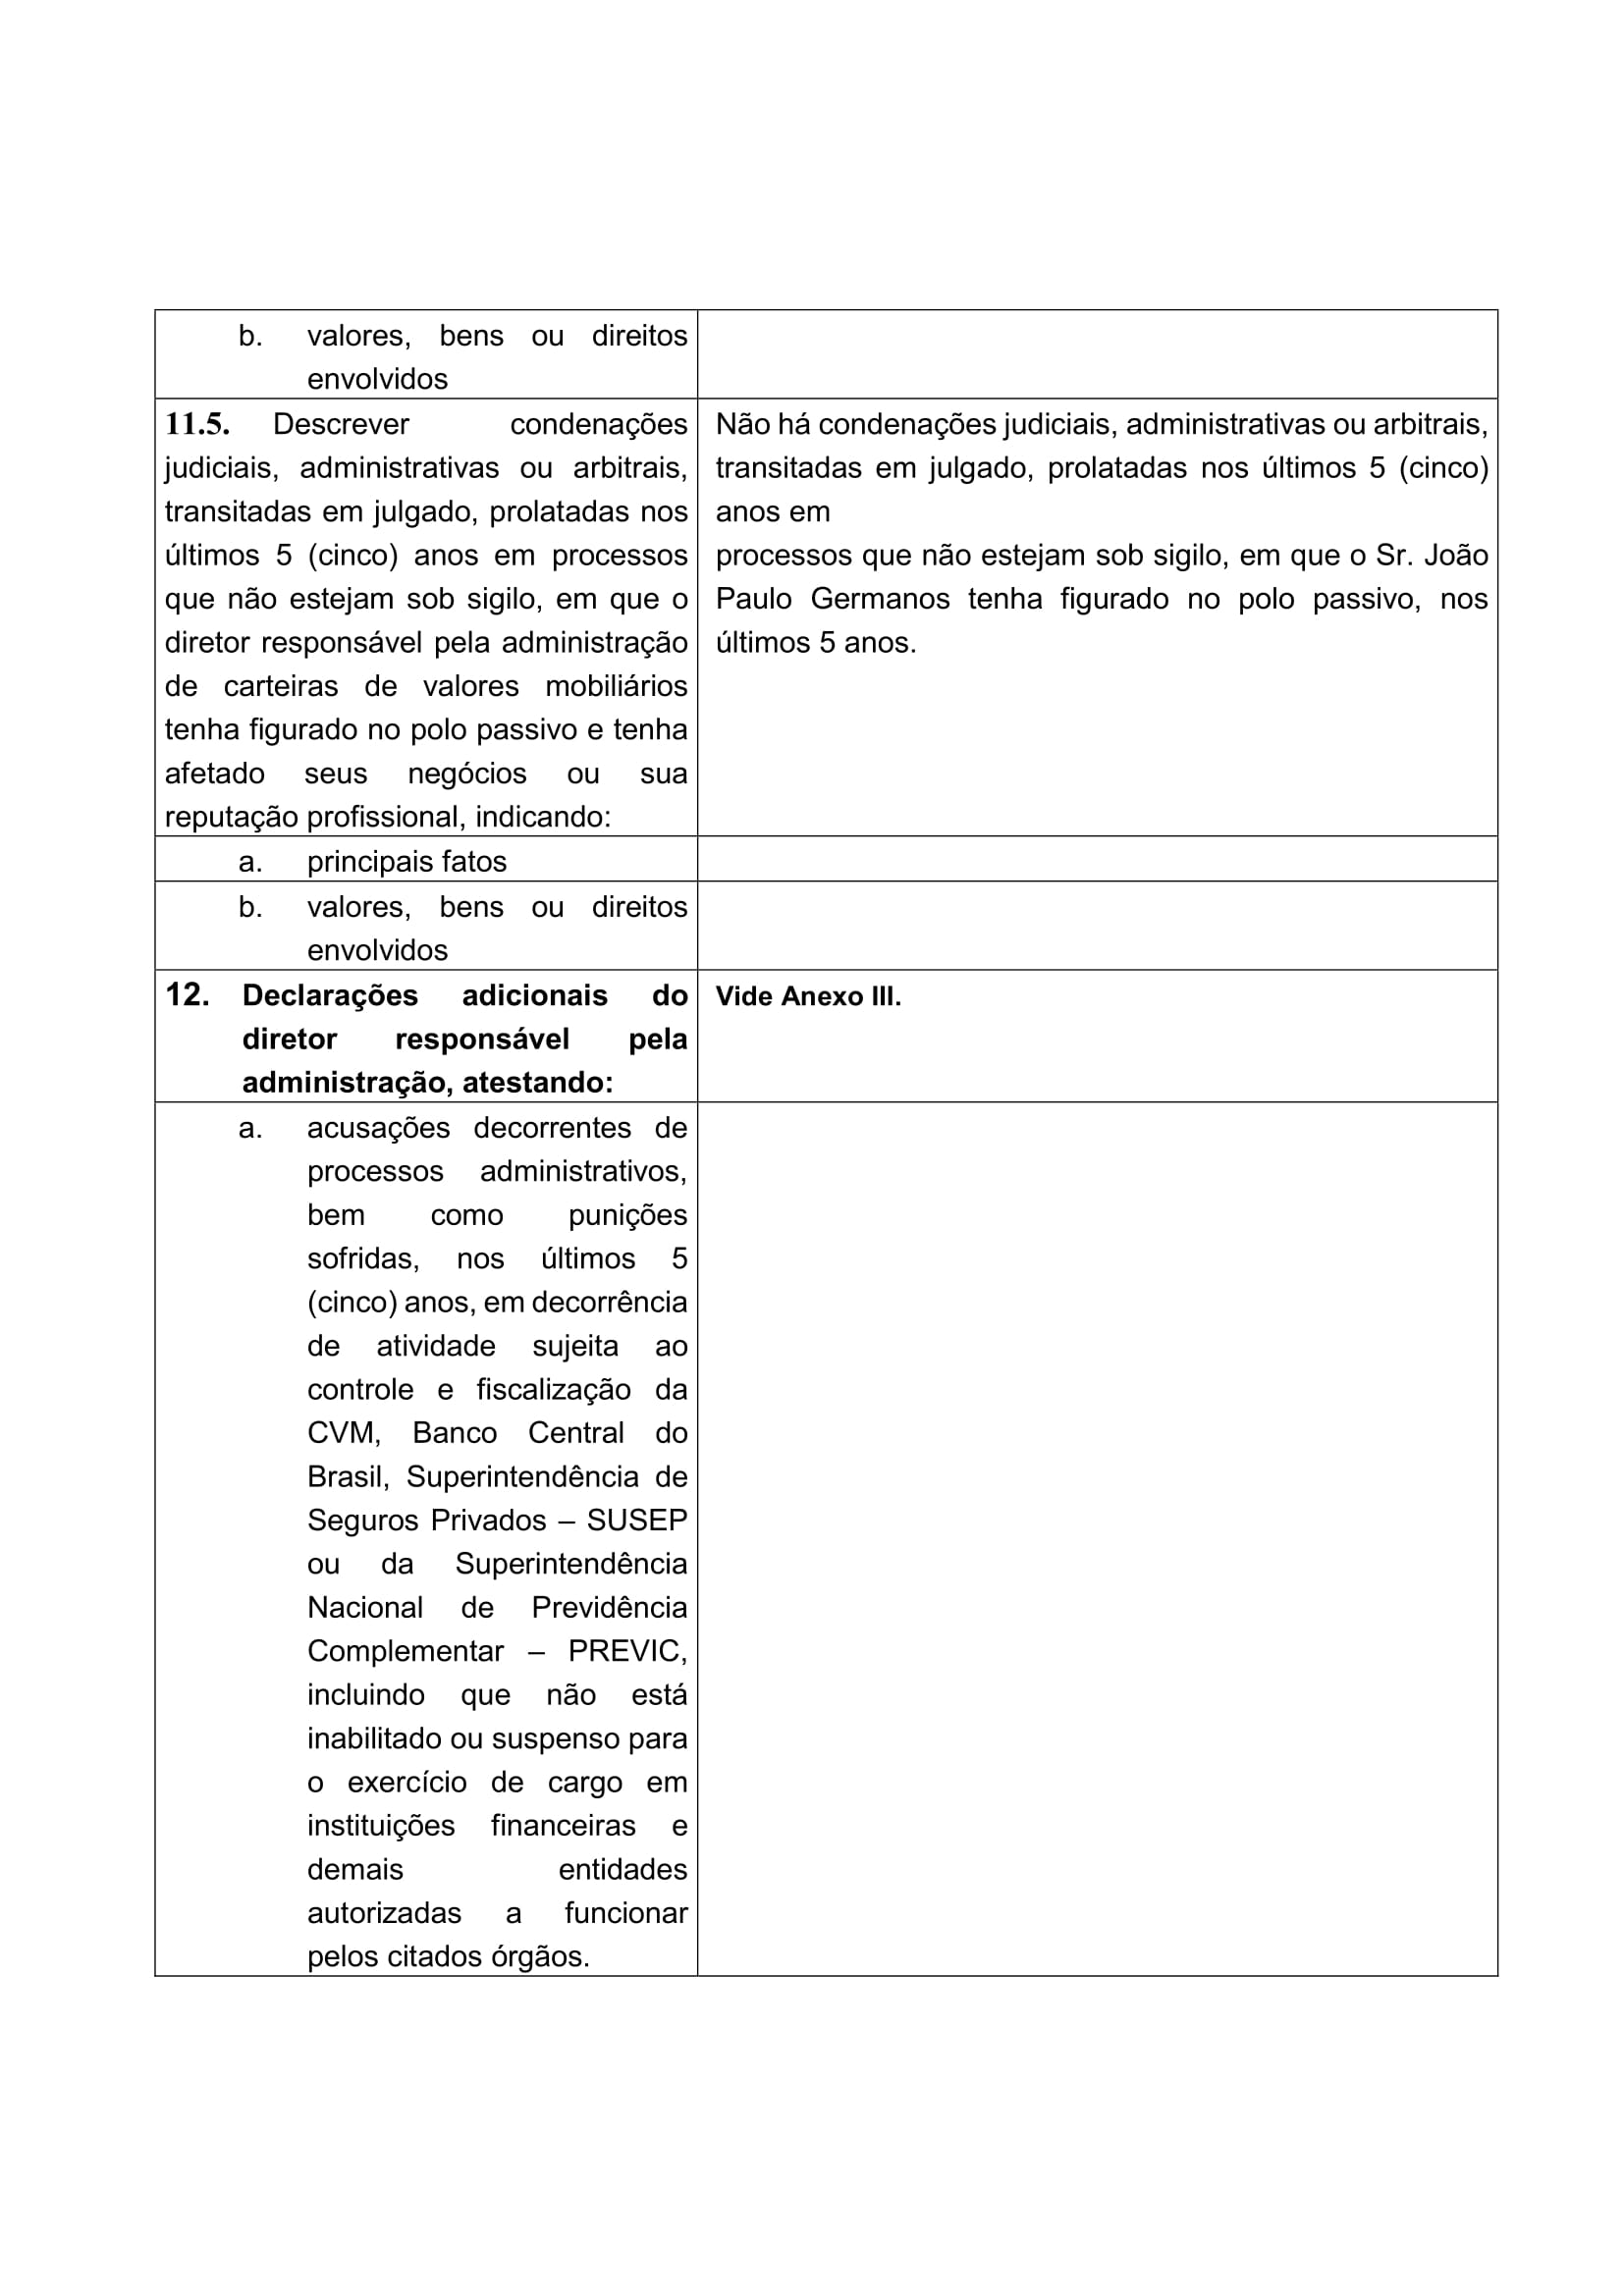 b. valores, bens ou direitos
envolvidos
11.5. Descrever condenações
judiciais, administrativas ou arbitrais,
transitadas em julgado, prolatadas nos
últimos 5 (cinco) anos em processos
que não estejam sob sigilo, em que o
diretor responsável pela administração
de carteiras de valores mobiliários
tenha figurado no polo passivo e tenha
afetado seus negócios ou sua
reputação profissional, indicando:
Não há condenações judiciais, administrativas ou arbitrais,
transitadas em julgado, prolatadas nos últimos 5 (cinco)
anos em
processos que não estejam sob sigilo, em que o Sr. João
Paulo Germanos tenha figurado no polo passivo, nos
últimos 5 anos.
a. principais fatos
b. valores, bens ou direitos
envolvidos
12. Declarações adicionais do
diretor responsável pela
administração, atestando:
Vide Anexo III.
a. acusações decorrentes de
processos administrativos,
bem como punições
sofridas, nos últimos 5
(cinco) anos, em decorrência
de atividade sujeita ao
controle e fiscalização da
CVM, Banco Central do
Brasil, Superintendência de
Seguros Privados – SUSEP
ou da Superintendência
Nacional de Previdência
Complementar – PREVIC,
incluindo que não está
inabilitado ou suspenso para
o exercício de cargo em
instituições financeiras e
demais entidades
autorizadas a funcionar
pelos citados órgãos.